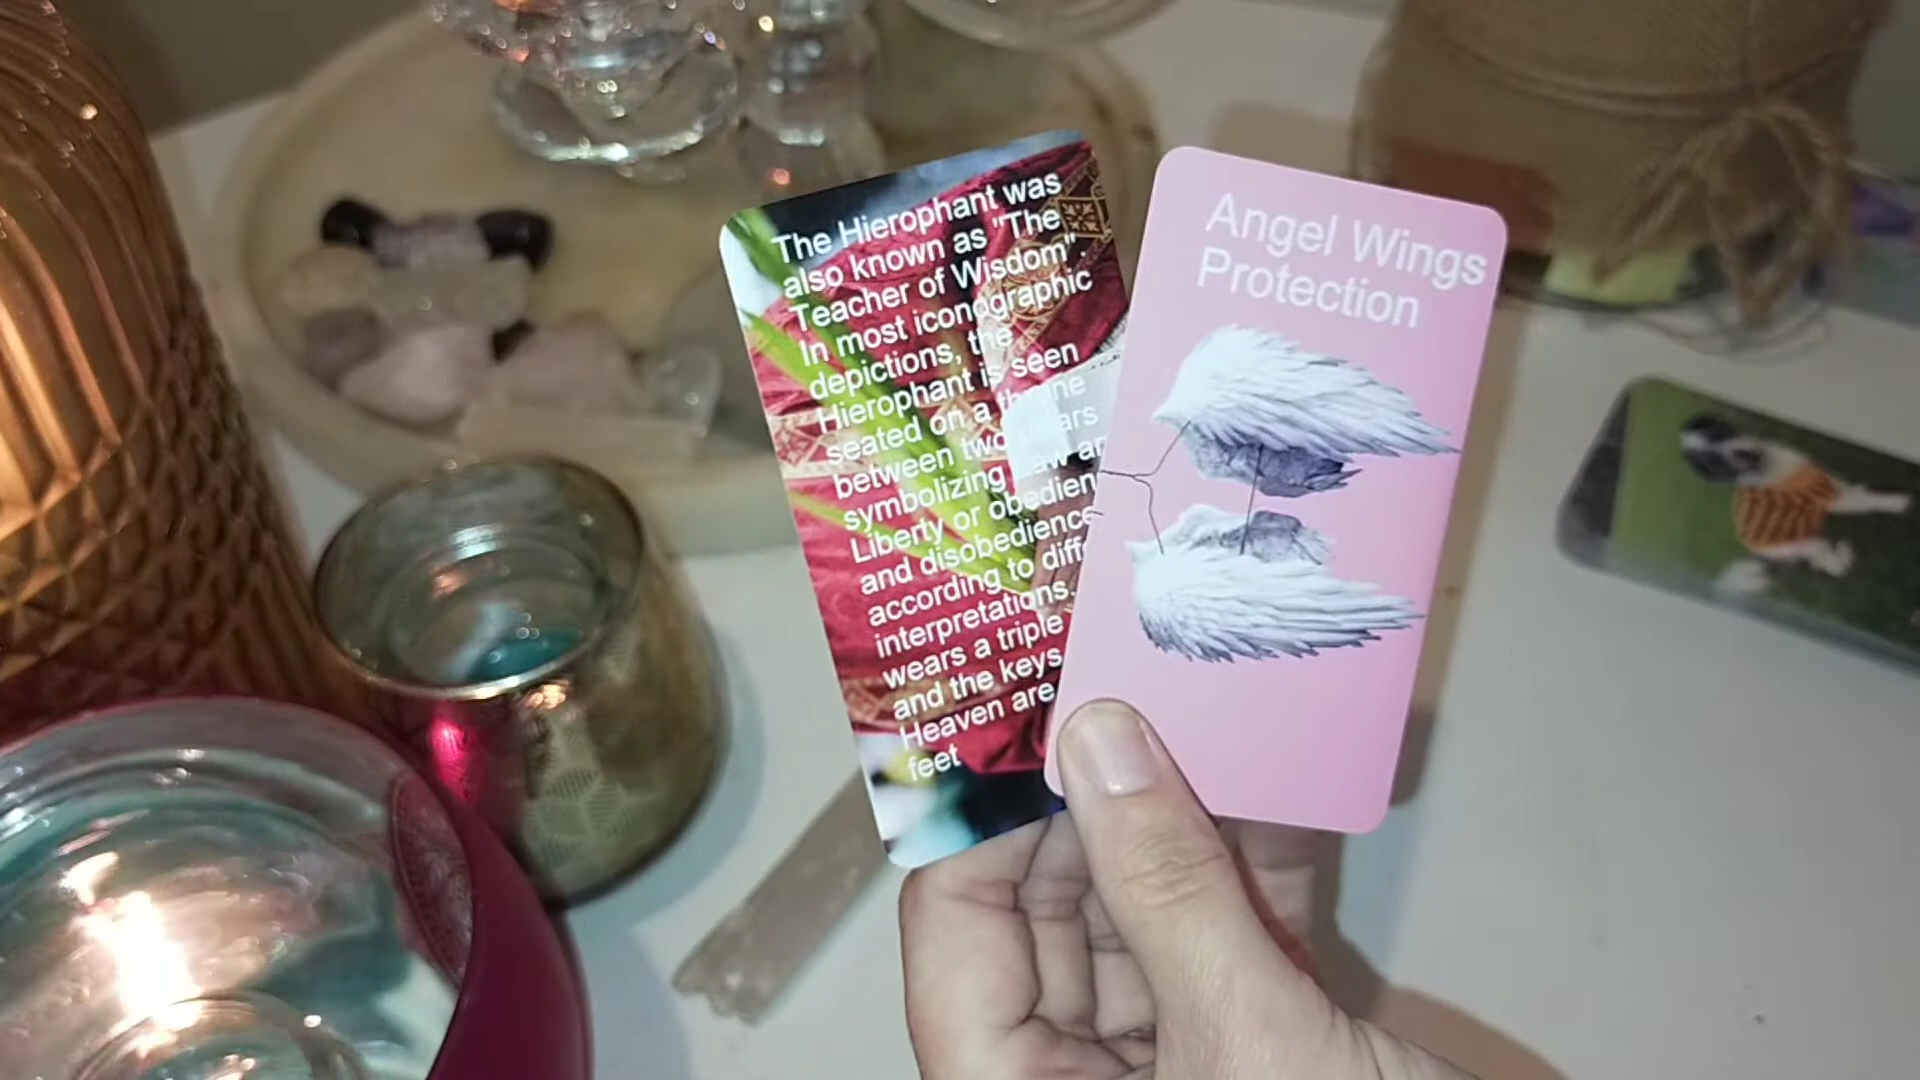 The Hierophant was
also known as "The
Teacher of Wisdom".
In most iconographic
depictions, the
Hierophant is seen
seated on a throne
between two pillars
symbolizing
Liberty or
and disobedience
according to
interpretations.
wears a triple
and the keys
Heaven are
feet
Angel Wings
Protection